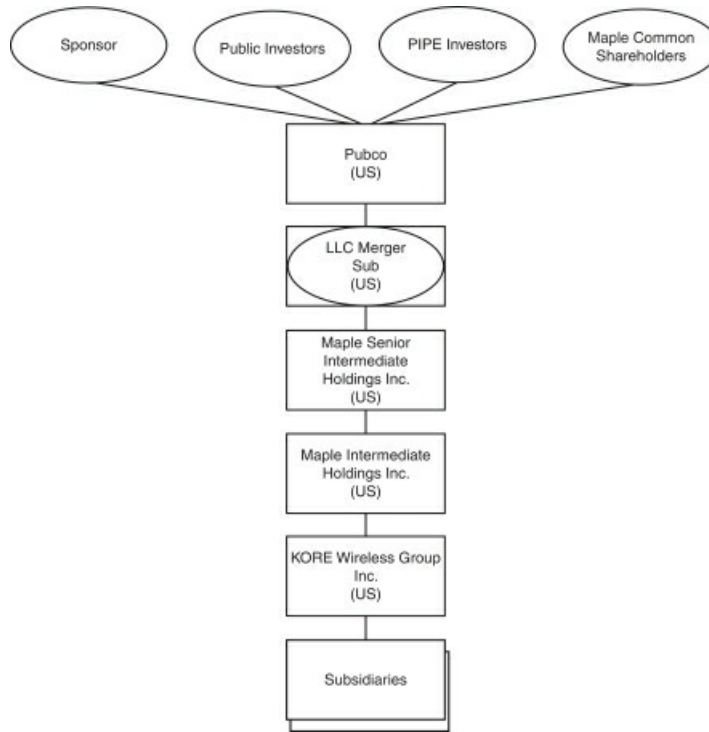 Sponsor
Public Investors
PIPE Investors
Maple Common
Shareholders
Pubco
(US)
LLC Merger
Sub
(US)
Maple Senior
Intermediate
Holdings Inc.
(US)
Maple Intermediate
Holdings Inc.
(US)
KORE Wireless Group
Inc.
(US)
Subsidiaries